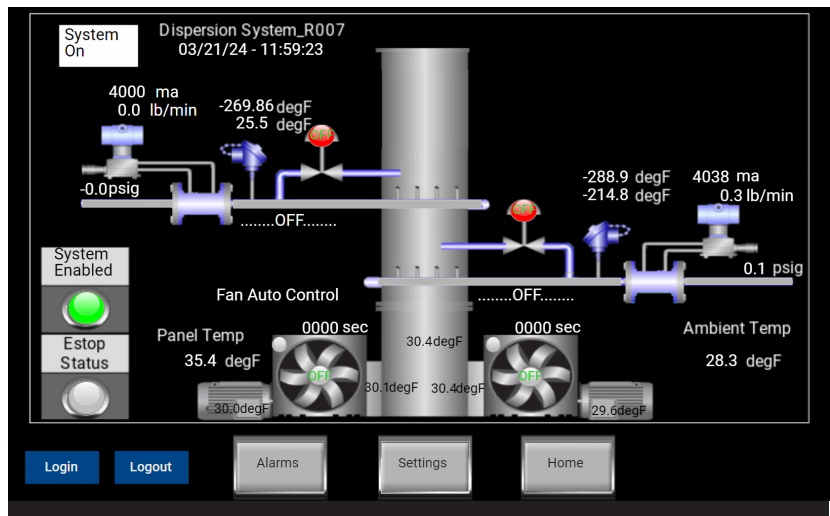 System
On
Dispersion System_R007
03/21/24 - 11:59:23
4000 ma
0.0 lb/min
-269.86 degF
25.5 degF
OFF
-0.0psig
........OFF........
-288.9 degF
-214.8 degF
4038 ma
0.3 lb/min
OFF
0.1 psig
........OFF........
System
Enabled
Fan Auto Control
Estop
Status
Panel Temp
35.4 degF
0000 sec
OFF
30.0degF
30.4degF
30.1degF
30.4degF
0000 sec
OFF
29.6degF
Ambient Temp
28.3 degF
Login
Logout
Alarms
Settings
Home